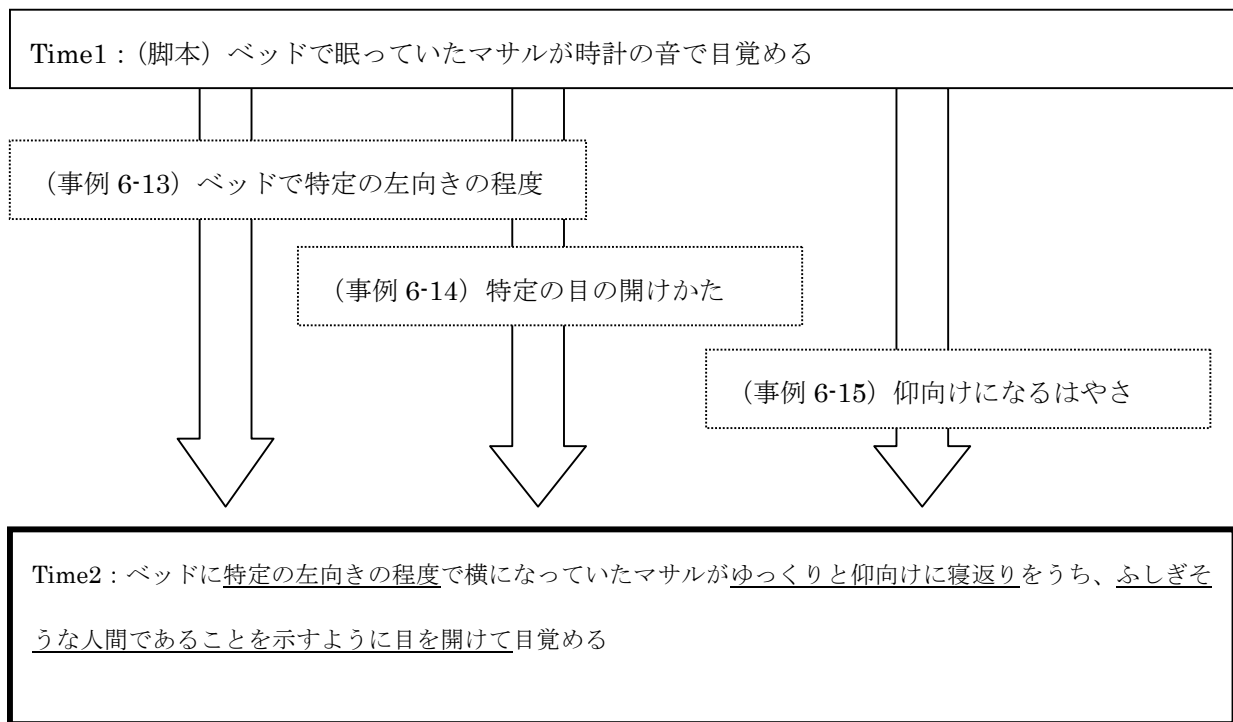 Time1：（脚本）ベッドで眠っていたマサルが時計の音で目覚める
（事例 6-13）ベッドで特定の左向きの程度
（事例 6-14）特定の目の開けかた
（事例 6-15）仰向けになるはやさ
Time2：ベッドに特定の左向きの程度で横になっていたマサルがゆっくりと仰向けに寝返りをうち、ふしぎそ
うな人間であることを示すように目を開けて目覚める